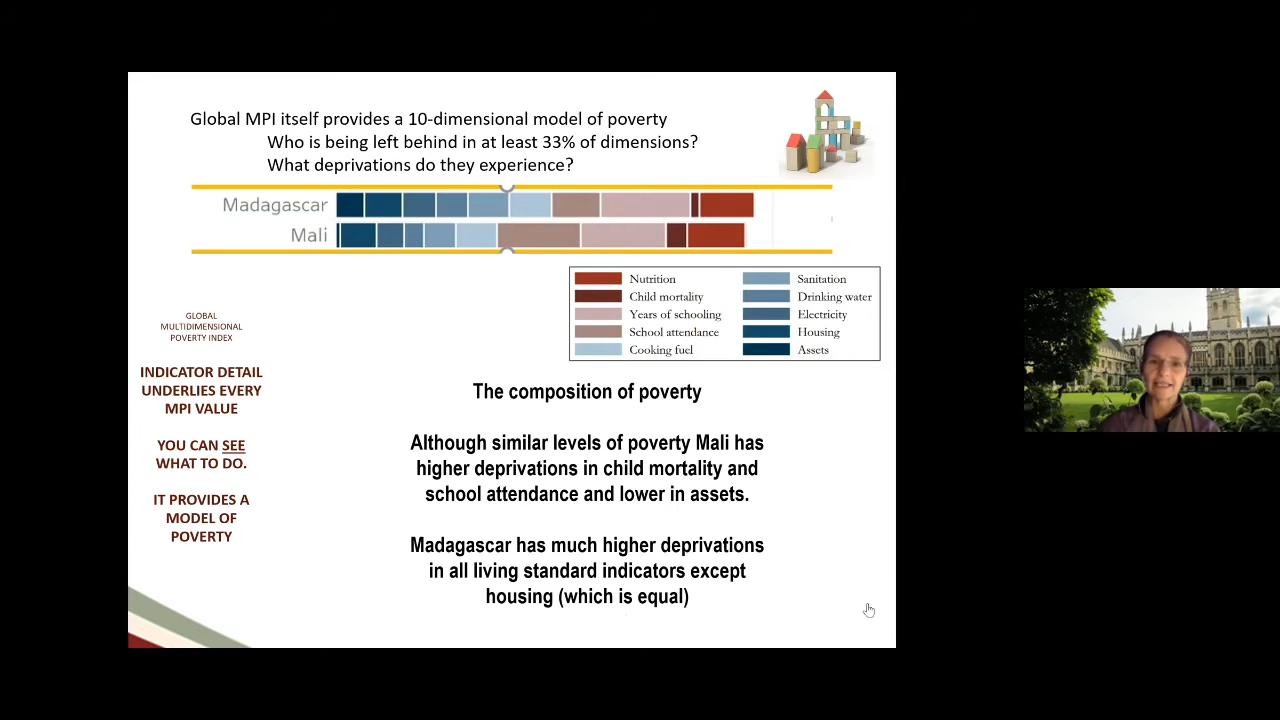 Global MPI itself provides a 10-dimensional model of poverty
Who is being left behind in at least 33% of dimensions?
What deprivations do they experience?
Madagascar
Mali
Nutrition
Child mortality
Years of schooling
School attendance
Cooking fuel
Sanitation
Drinking water
Electricity
Housing
Assets
GLOBAL
MULTIDIMENSIONAL
POVERTY INDEX
INDICATOR DETAIL
UNDERLIES EVERY
MPI VALUE
YOU CAN SEE
WHAT TO DO.
IT PROVIDES A
MODEL OF
POVERTY
The composition of poverty
Although similar levels of poverty Mali has
higher deprivations in child mortality and
school attendance and lower in assets.
Madagascar has much higher deprivations
in all living standard indicators except
housing (which is equal)